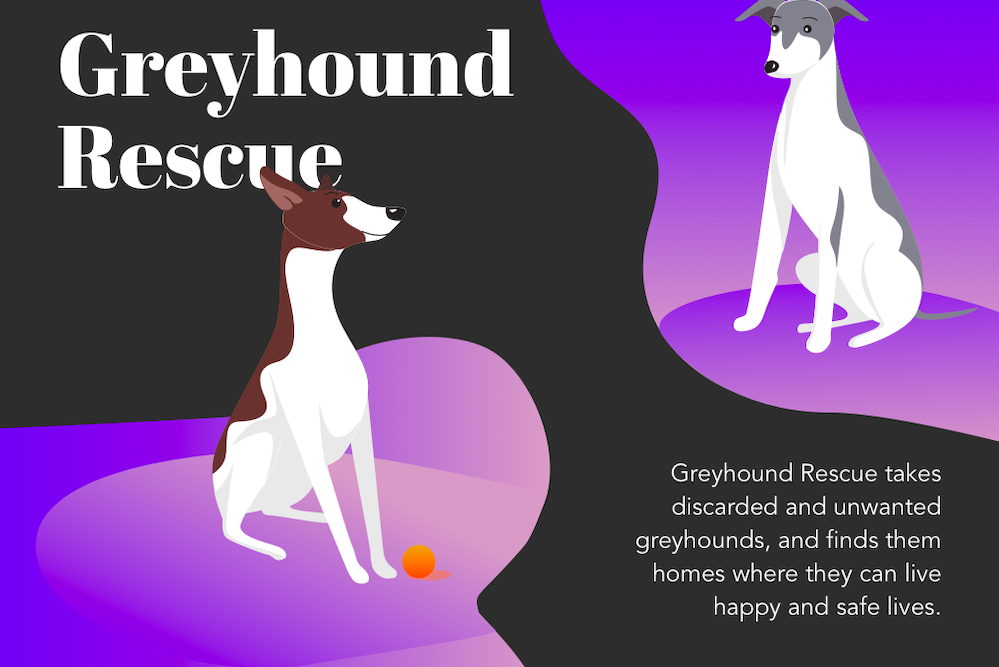 Greyhound
Rescue
Greyhound Rescue takes
discarded and unwanted
greyhounds, and finds them
homes where they can live
happy and safe lives.